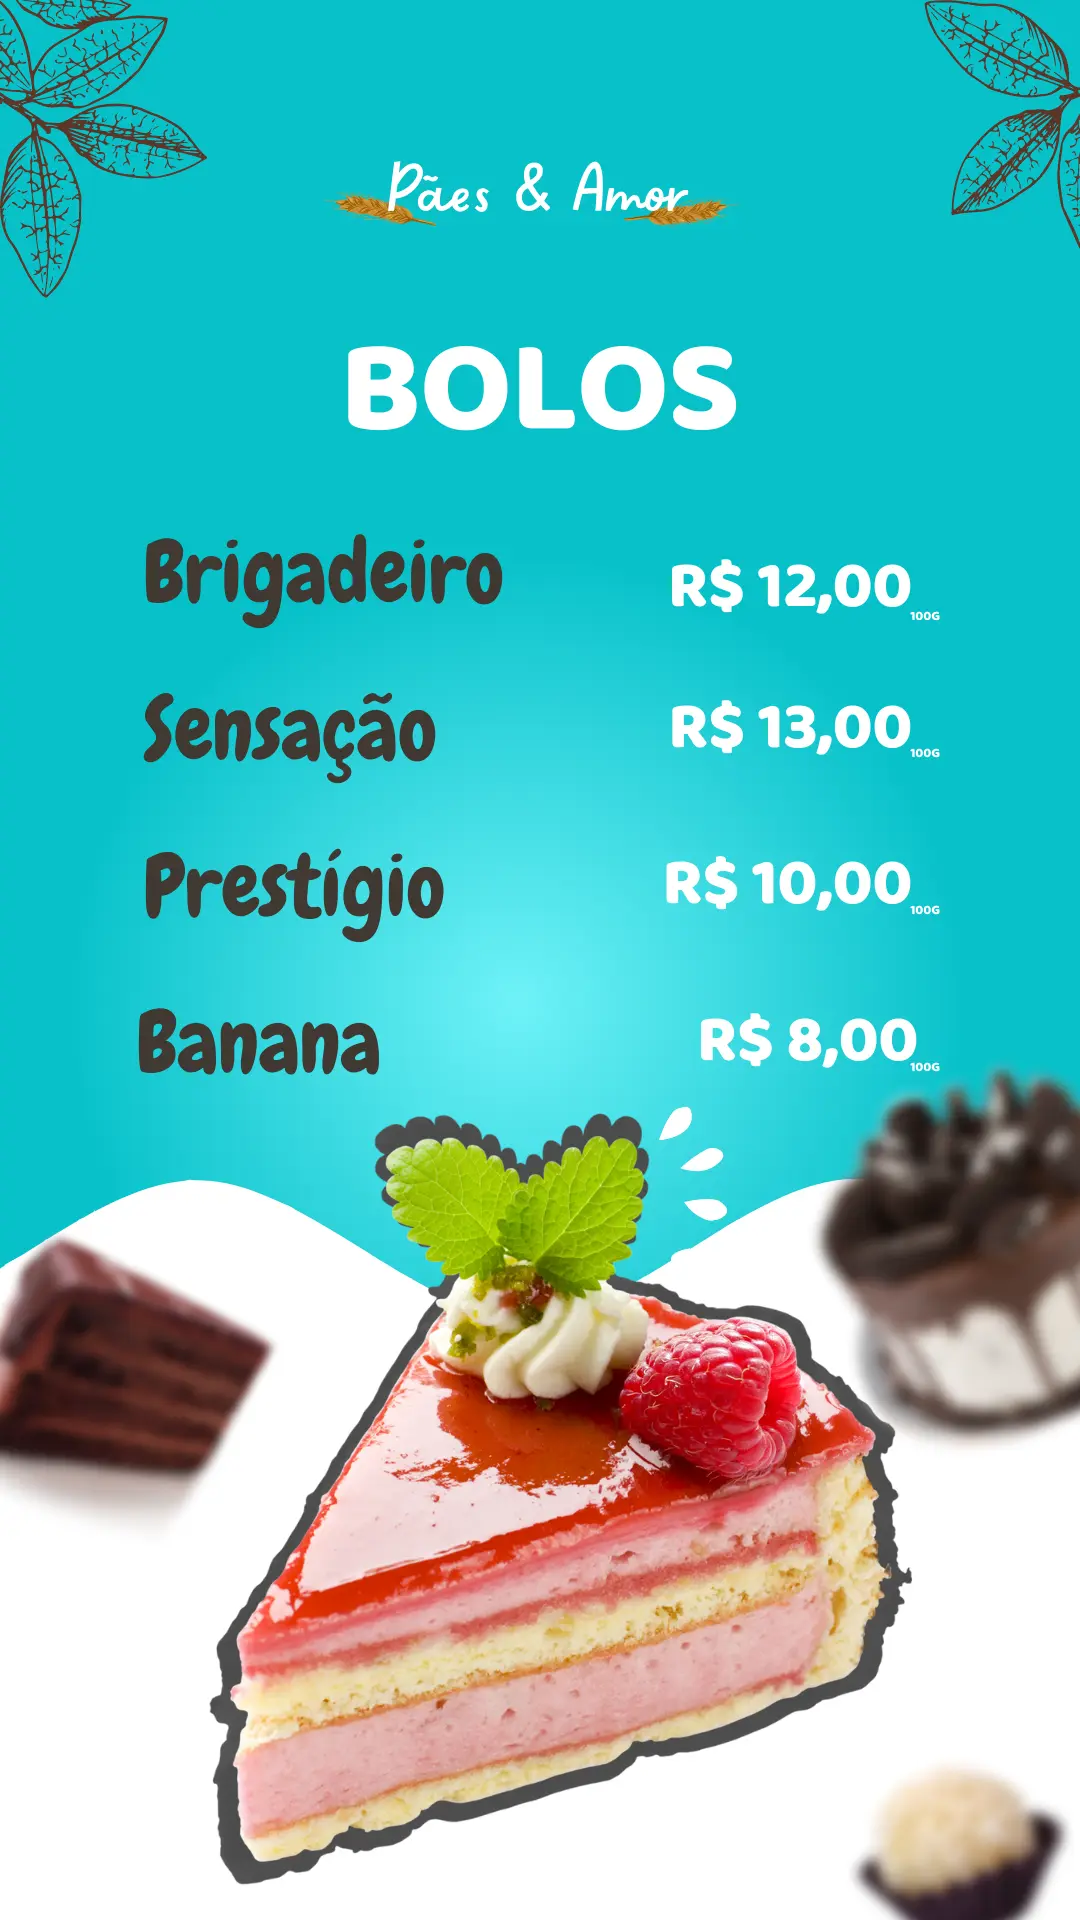 Pães & Amor
BOLOS
Brigadeiro R$ 12,00 100G
Sensação R$ 13,00 100G
Prestígio R$ 10,00 100G
Banana R$ 8,00 100G